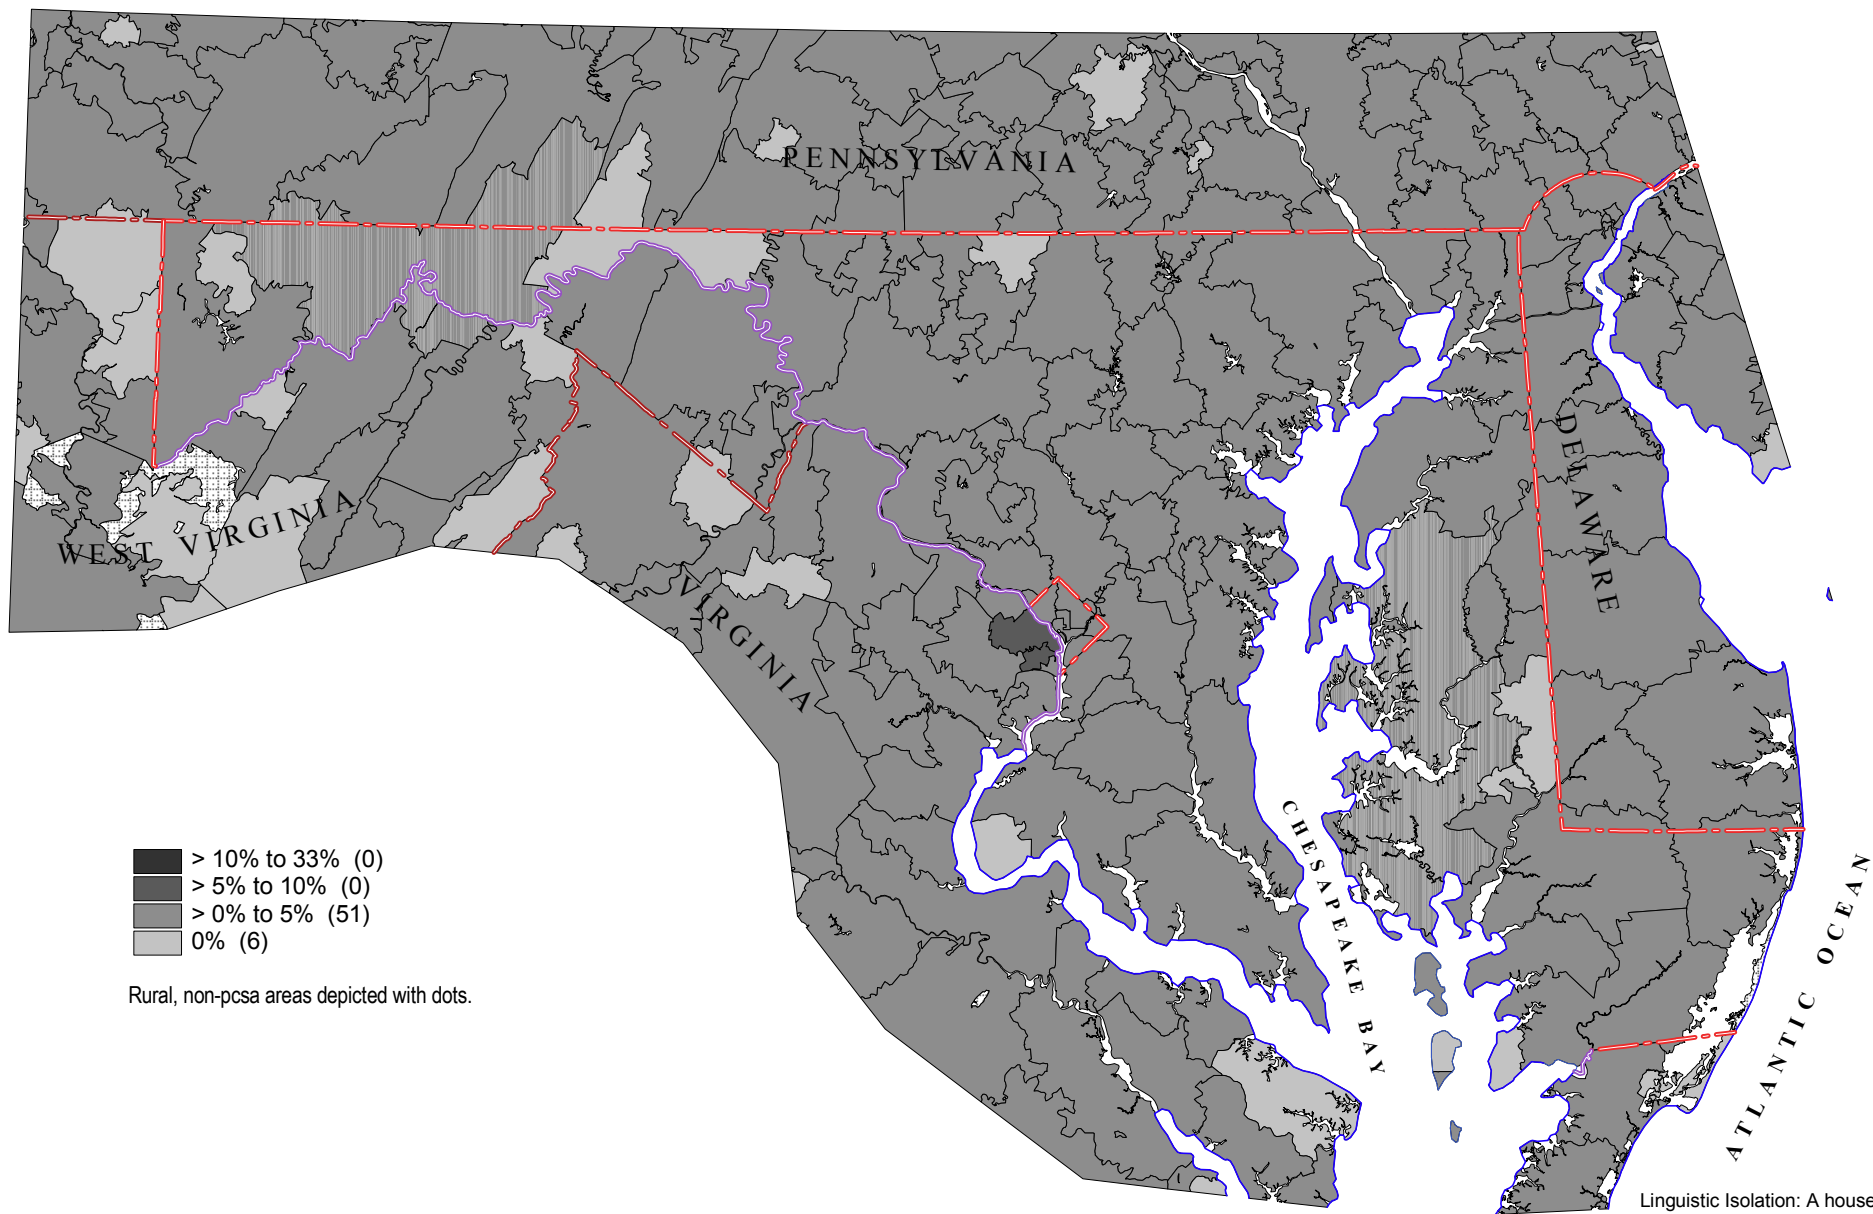 PENNSYLVANIA
DELAWARE
WEST VIRGINIA
VIRGINIA
CHESAPEAKE BAY
ATLANTIC OCEAN
> 10% to 33% (0)
> 5% to 10% (0)
> 0% to 5% (51)
0% (6)
Rural, non-pcsa areas depicted with dots.
Linguistic Isolation: A house